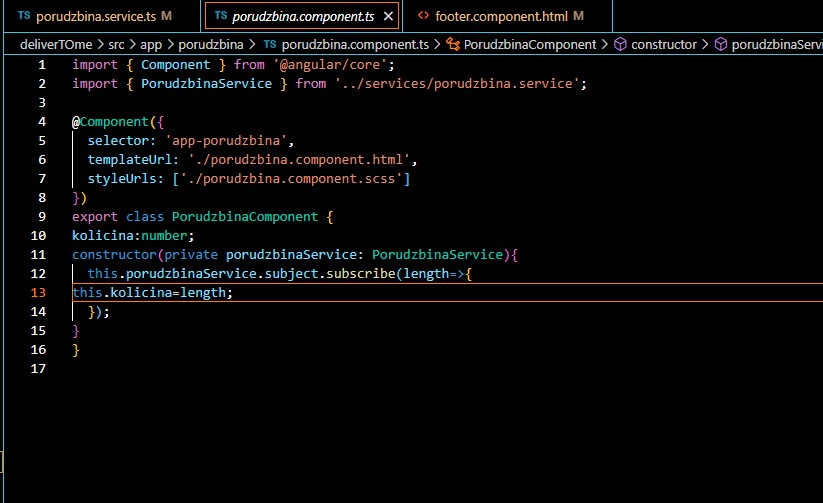 TS porudzbina.service.ts M TS porudzbina.component.ts × <> footer.component.html M
deliverTOme > src > app > porudzbina > TS porudzbina.component.ts > PorudzbinaComponent > constructor > porudzbinaServi
1 import { Component } from '@angular/core';
2 import { PorudzbinaService } from '../services/porudzbina.service';
3
4 @Component({
5 selector: 'app-porudzbina',
6 templateUrl: './porudzbina.component.html',
7 styleUrls: ['./porudzbina.component.scss']
8 })
9 export class PorudzbinaComponent {
10 kolicina:number;
11 constructor(private porudzbinaService: PorudzbinaService){
12 this.porudzbinaService.subject.subscribe(length=>{
13 this.kolicina=length;
14 });
15 }
16 }
17